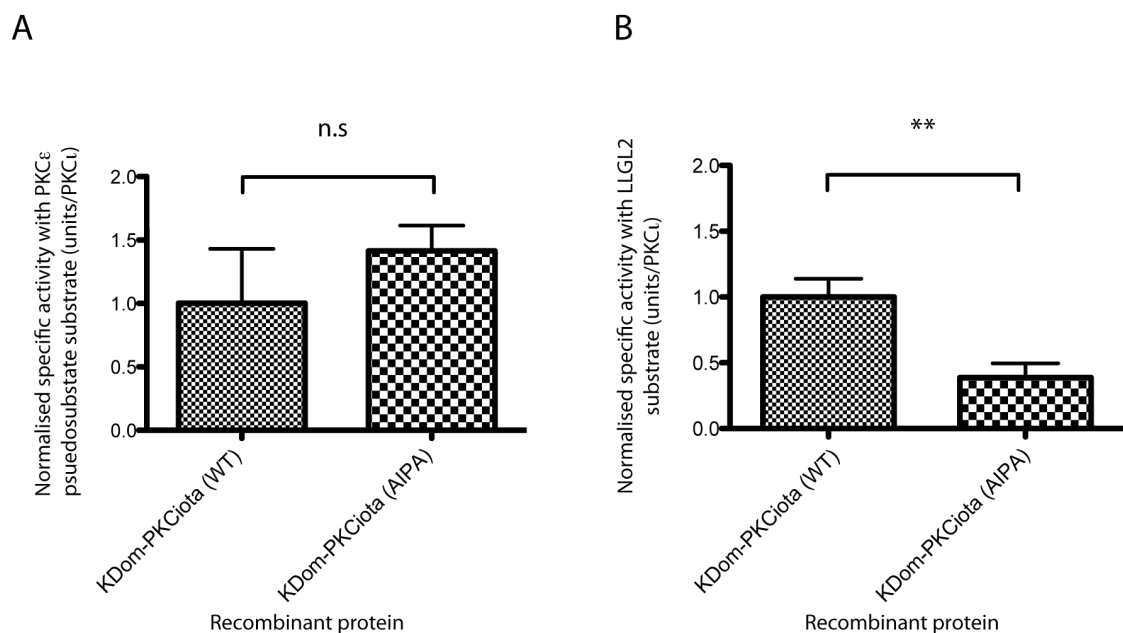 A
n.s
Normalised specific activity with PKCε
psuedosubstate substrate (units/PKCι)
2.0
1.5
1.0
0.5
0.0
KDom-PKCiota (WT)
KDom-PKCiota (AIPA)
Recombinant protein
B
**
Normalised specific activity with LLGL2
substrate (units/PKCι)
2.0
1.5
1.0
0.5
0.0
KDom-PKCiota (WT)
KDom-PKCiota (AIPA)
Recombinant protein